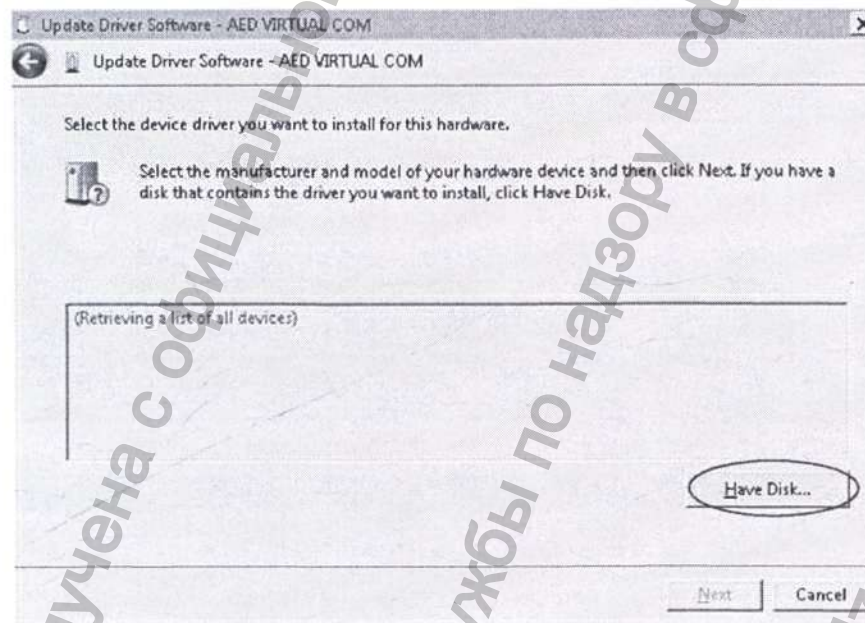 Update Driver Software - AED VIRTUAL COM
Update Driver Software - AED VIRTUAL COM
Select the device driver you want to install for this hardware.
Select the manufacturer and model of your hardware device and then click Next. If you have a
disk that contains the driver you want to install, click Have Disk.
(Retrieving a list of all devices)
Have Disk...
Next
Cancel
по надзору в
с